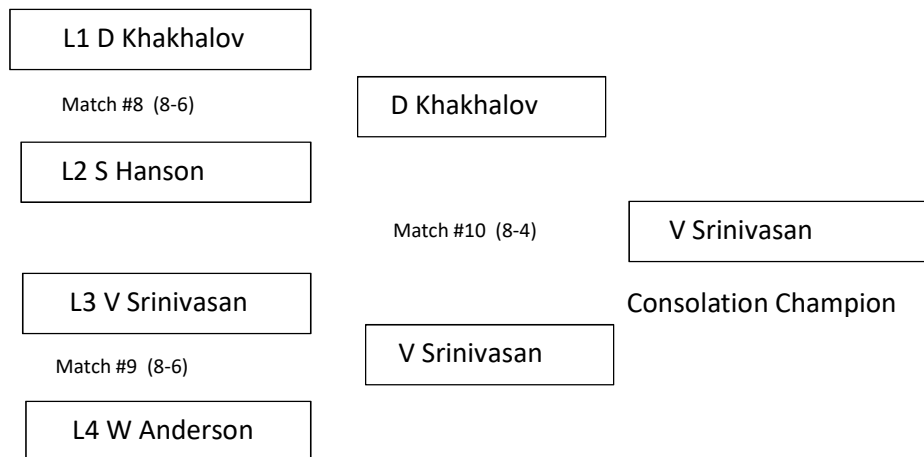 L1 D Khakhalov
Match #8  (8-6)
D Khakhalov
L2 S Hanson
Match #10  (8-4)
V Srinivasan
L3 V Srinivasan
Consolation Champion
V Srinivasan
Match #9  (8-6)
L4 W Anderson